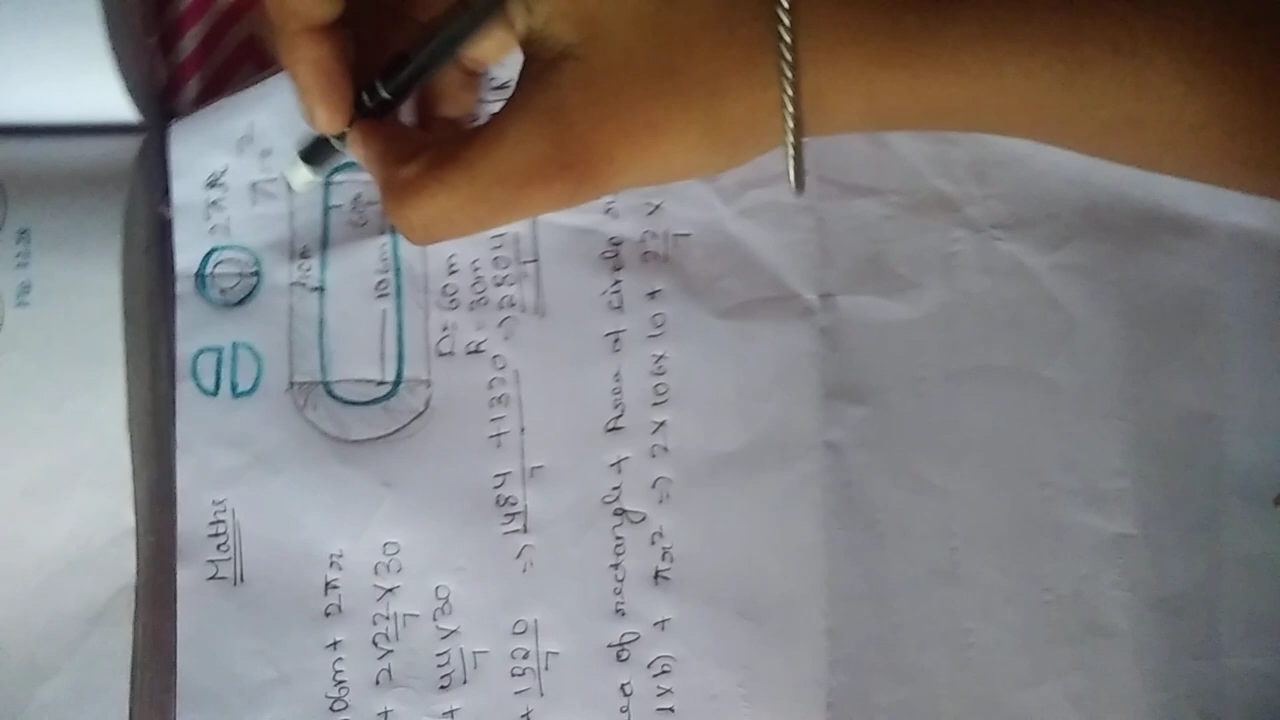 Maths
2πR
πr²
10m
106m
60m
D = 60m
R = 30m
06m + 2πr
+ 2×22/7×30
+ 44/7×30
+ 1320/7 => 1484 + 1320/7 => 2804/7
ea of rectangle + Area of circle
l×b) + πr² => 2×106×10 + 22/7 ×